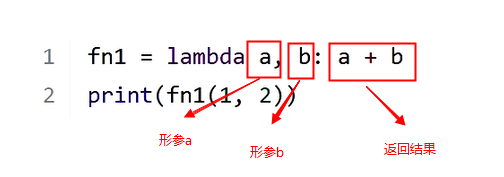 1 fn1 = lambda a, b: a + b
2 print(fn1(1, 2))
形参a
形参b
返回结果